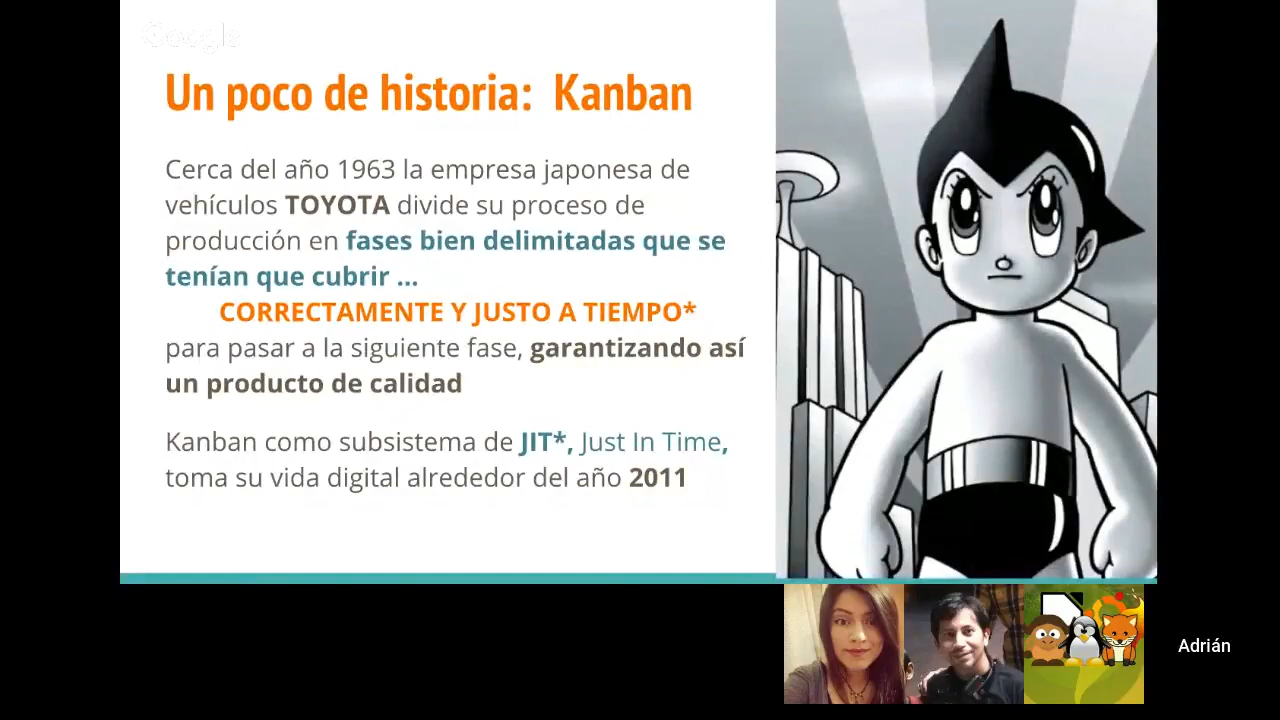 Google
Un poco de historia: Kanban
Cerca del año 1963 la empresa japonesa de
vehículos TOYOTA divide su proceso de
producción en fases bien delimitadas que se
tenían que cubrir ...
CORRECTAMENTE Y JUSTO A TIEMPO*
para pasar a la siguiente fase, garantizando así
un producto de calidad
Kanban como subsistema de JIT*, Just In Time,
toma su vida digital alrededor del año 2011
Adrián